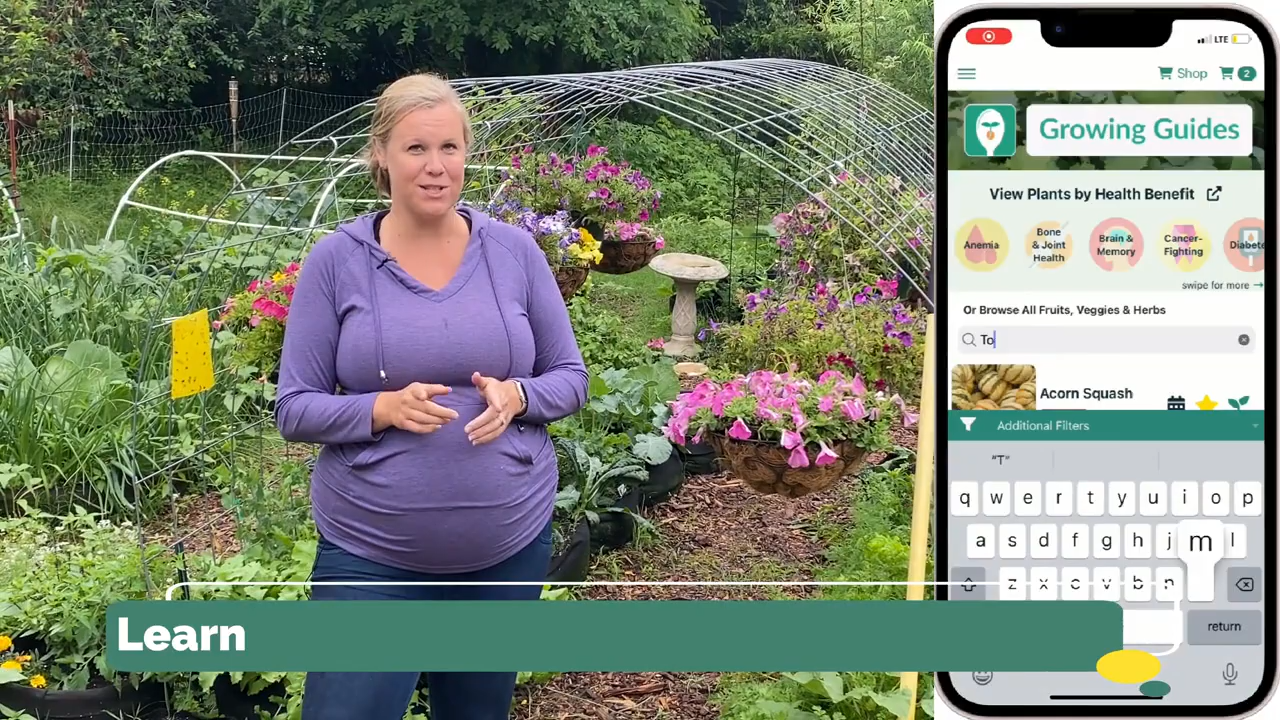 LTE
Shop
2
Growing Guides
View Plants by Health Benefit
Anemia
Bone
& Joint
Health
Brain &
Memory
Cancer-
Fighting
Diabete
swipe for more →
Or Browse All Fruits, Veggies & Herbs
To
Acorn Squash
Additional Filters
"T"
q w e r t y u i o p
a s d f g h j m l
z x c v b n
return
Learn